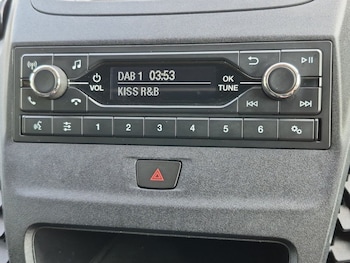 DAB 1 03:53
KISS R&B
VOL
OK
TUNE
1 2 3 4 5 6